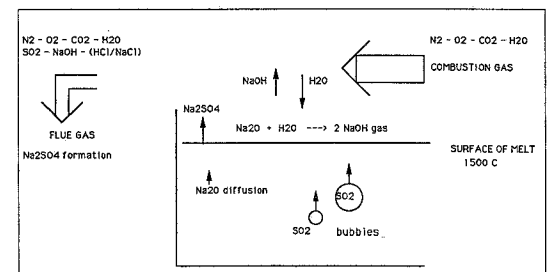 N2 - O2 - CO2 - H2O
SO2 - NaOH - (HCl/NaCl)
N2 - O2 - CO2 - H2O
COMBUSTION GAS
NaOH
H2O
Na2SO4
Na2O + H2O ---> 2 NaOH gas
FLUE GAS
Na2SO4 formation
SURFACE OF MELT
1500 C
Na2O diffusion
SO2
SO2
bubbles